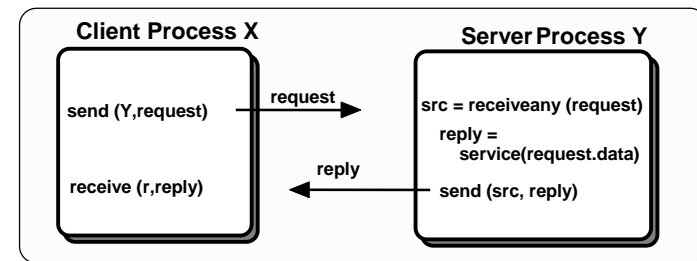 Client Process X
send (Y,request)
receive (r,reply)
request
reply
Server Process Y
src = receiveany (request)
reply =
service(request.data)
send (src, reply)